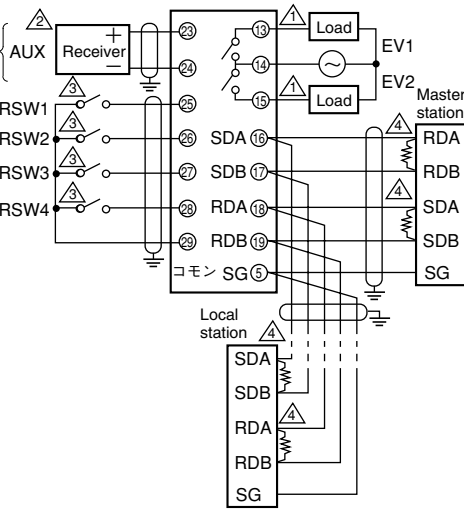 2
AUX
+
−
Receiver
23
24
3
RSW1
25
3
RSW2
26
3
RSW3
27
3
RSW4
28
29
コモン
13
1
Load
EV1
14
~
EV2
15
1
Load
SDA 16
SDB 17
RDA 18
RDB 19
SG 5
Master
station
4
RDA
RDB
4
SDA
SDB
SG
Local
station
4
SDA
SDB
4
RDA
RDB
SG